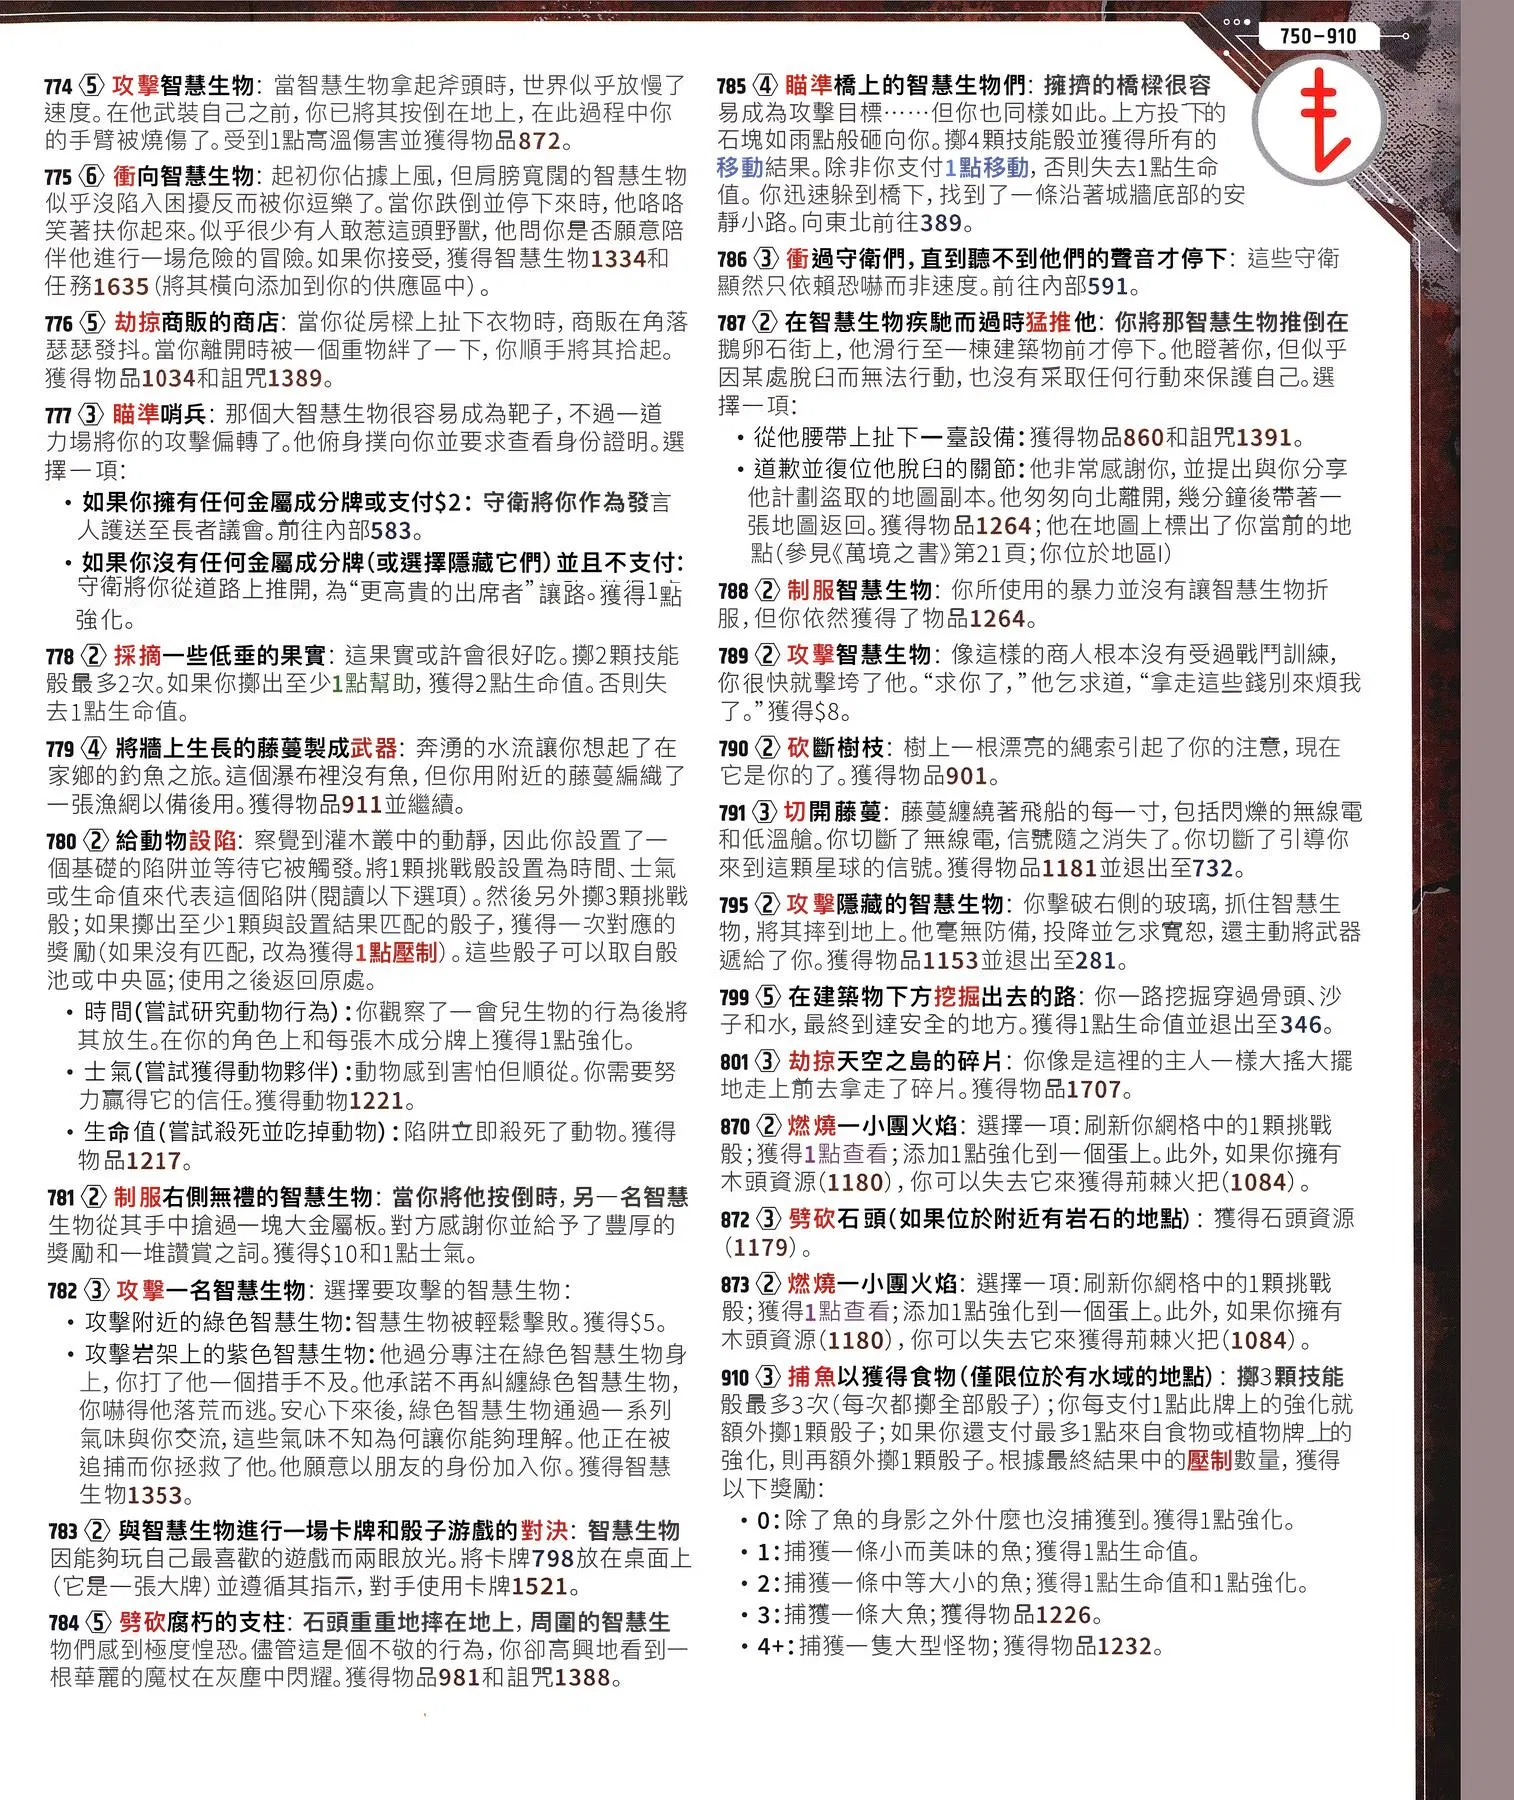 750-910
774 ⑤ 攻擊智慧生物：當智慧生物拿起斧頭時，世界似乎放慢了
速度。在他武裝自己之前，你已將其按倒在地上，在此過程中你
的手臂被燒傷了。受到1點高溫傷害並獲得物品872。
775 ⑥ 衝向智慧生物：起初你佔據上風，但肩膀寬闊的智慧生物
似乎沒陷入困擾反而被你逗樂了。當你跌倒並停下來時，他咯咯
笑著扶你起來。似乎很少有人敢惹這頭野獸，他問你是否願意陪
伴他進行一場危險的冒險。如果你接受，獲得智慧生物1334和
任務1635（將其橫向添加到你的供應區中）。
776 ⑤ 劫掠商販的商店：當你從房樑上扯下衣物時，商販在角落
瑟瑟發抖。當你離開時被一個重物絆了一下，你順手將其拾起。
獲得物品1034和詛咒1389。
777 ③ 瞄準哨兵：那個大智慧生物很容易成為靶子，不過一道
力場將你的攻擊偏轉了。他俯身撲向你並要求查看身份證明。選
擇一項：
• 如果你擁有任何金屬成分牌或支付$2：守衛將你作為發言
人護送至長者議會。前往內部583。
• 如果你沒有任何金屬成分牌（或選擇隱藏它們）並且不支付：
守衛將你從道路上推開，為“更高貴的出席者”讓路。獲得1點
強化。
778 ② 採摘一些低垂的果實：這果實或許會很好吃。擲2顆技能
骰最多2次。如果你擲出至少1點幫助，獲得2點生命值。否則失
去1點生命值。
779 ④ 將牆上生長的藤蔓製成武器：奔湧的水流讓你想起了在
家鄉的釣魚之旅。這個瀑布裡沒有魚，但你用附近的藤蔓編織了
一張漁網以備後用。獲得物品911並繼續。
780 ② 給動物設陷：察覺到灌木叢中的動靜，因此你設置了一
個基礎的陷阱並等待它被觸發。將1顆挑戰骰設置為時間、士氣
或生命值來代表這個陷阱（閱讀以下選項）。然後另外擲3顆挑戰
骰；如果擲出至少1顆與設置結果匹配的骰子，獲得一次對應的
獎勵（如果沒有匹配，改為獲得1點壓制）。這些骰子可以取自骰
池或中央區；使用之後返回原處。
• 時間（嘗試研究動物行為）：你觀察了一會兒生物的行為後將
其放生。在你的角色上和每張木成分牌上獲得1點強化。
• 士氣（嘗試獲得動物夥伴）：動物感到害怕但順從。你需要努
力贏得它的信任。獲得動物1221。
• 生命值（嘗試殺死並吃掉動物）：陷阱立即殺死了動物。獲得
物品1217。
781 ② 制服右側無禮的智慧生物：當你將他按倒時，另一名智慧
生物從其手中搶過一塊大金屬板。對方感謝你並給予了豐厚的
獎勵和一堆讚賞之詞。獲得$10和1點士氣。
782 ③ 攻擊一名智慧生物：選擇要攻擊的智慧生物：
• 攻擊附近的綠色智慧生物：智慧生物被輕鬆擊敗。獲得$5。
• 攻擊岩架上的紫色智慧生物：他過分專注在綠色智慧生物身
上，你打了他一個措手不及。他承諾不再糾纏綠色智慧生物，
你嚇得他落荒而逃。安心下來後，綠色智慧生物通過一系列
氣味與你交流，這些氣味不知為何讓你能夠理解。他正在被
追捕而你拯救了他。他願意以朋友的身份加入你。獲得智慧
生物1353。
783 ② 與智慧生物進行一場卡牌和骰子游戲的對決：智慧生物
因能夠玩自己最喜歡的遊戲而兩眼放光。將卡牌798放在桌面上
（它是一張大牌）並遵循其指示，對手使用卡牌1521。
784 ⑤ 劈砍腐朽的支柱：石頭重重地摔在地上，周圍的智慧生
物們感到極度惶恐。儘管這是個不敬的行為，你卻高興地看到一
根華麗的魔杖在灰塵中閃耀。獲得物品981和詛咒1388。
785 ④ 瞄準橋上的智慧生物們：擁擠的橋樑很容
易成為攻擊目標……但你也同樣如此。上方投下的
石塊如雨點般砸向你。擲4顆技能骰並獲得所有的
移動結果。除非你支付1點移動，否則失去1點生命
值。你迅速躲到橋下，找到了一條沿著城牆底部的安
靜小路。向東北前往389。
786 ③ 衝過守衛們，直到聽不到他們的聲音才停下：這些守衛
顯然只依賴恐嚇而非速度。前往內部591。
787 ② 在智慧生物疾馳而過時猛推他：你將那智慧生物推倒在
鵝卵石街上，他滑行至一棟建築物前才停下。他瞪著你，但似乎
因某處脫臼而無法行動，也沒有采取任何行動來保護自己。選
擇一項：
• 從他腰帶上扯下一臺設備：獲得物品860和詛咒1391。
• 道歉並復位他脫臼的關節：他非常感謝你，並提出與你分享
他計劃盜取的地圖副本。他匆匆向北離開，幾分鐘後帶著一
張地圖返回。獲得物品1264；他在地圖上標出了你當前的地
點（參見《萬境之書》第21頁；你位於地區I）
788 ② 制服智慧生物：你所使用的暴力並沒有讓智慧生物折
服，但你依然獲得了物品1264。
789 ② 攻擊智慧生物：像這樣的商人根本沒有受過戰鬥訓練，
你很快就擊垮了他。“求你了，”他乞求道，“拿走這些錢別來煩我
了。”獲得$8。
790 ② 砍斷樹枝：樹上一根漂亮的繩索引起了你的注意，現在
它是你的了。獲得物品901。
791 ③ 切開藤蔓：藤蔓纏繞著飛船的每一寸，包括閃爍的無線電
和低溫艙。你切斷了無線電，信號隨之消失了。你切斷了引導你
來到這顆星球的信號。獲得物品1181並退出至732。
795 ② 攻擊隱藏的智慧生物：你擊破右側的玻璃，抓住智慧生
物，將其摔到地上。他毫無防備，投降並乞求寬恕，還主動將武器
遞給了你。獲得物品1153並退出至281。
799 ⑤ 在建築物下方挖掘出去的路：你一路挖掘穿過骨頭、沙
子和水，最終到達安全的地方。獲得1點生命值並退出至346。
801 ③ 劫掠天空之島的碎片：你像是這裡的主人一樣大搖大擺
地走上前去拿走了碎片。獲得物品1707。
870 ② 燃燒一小團火焰：選擇一項：刷新你網格中的1顆挑戰
骰；獲得1點查看；添加1點強化到一個蛋上。此外，如果你擁有
木頭資源（1180），你可以失去它來獲得荊棘火把（1084）。
872 ③ 劈砍石頭（如果位於附近有岩石的地點）：獲得石頭資源
（1179）。
873 ② 燃燒一小團火焰：選擇一項：刷新你網格中的1顆挑戰
骰；獲得1點查看；添加1點強化到一個蛋上。此外，如果你擁有
木頭資源（1180），你可以失去它來獲得荊棘火把（1084）。
910 ③ 捕魚以獲得食物（僅限位於有水域的地點）：擲3顆技能
骰最多3次（每次都擲全部骰子）；你每支付1點此牌上的強化就
額外擲1顆骰子；如果你還支付最多1點來自食物或植物牌上的
強化，則再額外擲1顆骰子。根據最終結果中的壓制數量，獲得
以下獎勵：
• 0：除了魚的身影之外什麼也沒捕獲到。獲得1點強化。
• 1：捕獲一條小而美味的魚；獲得1點生命值。
• 2：捕獲一條中等大小的魚；獲得1點生命值和1點強化。
• 3：捕獲一條大魚；獲得物品1226。
• 4+：捕獲一隻大型怪物；獲得物品1232。